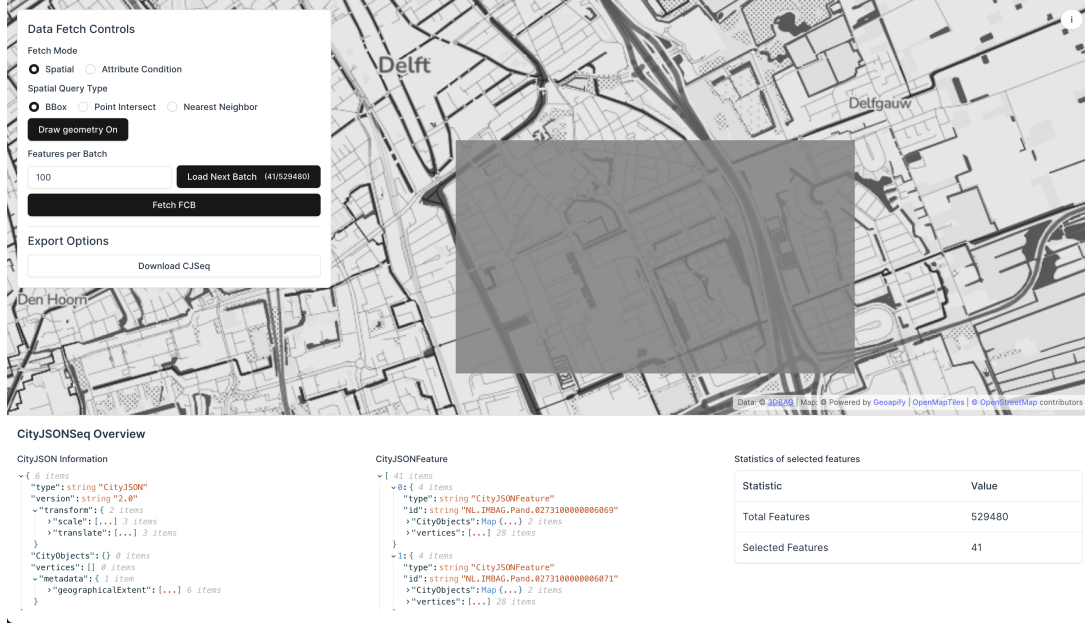 Data Fetch Controls
Fetch Mode
Spatial Attribute Condition
Spatial Query Type
BBox Point Intersect Nearest Neighbor
Draw geometry On
Features per Batch
100 Load Next Batch (41/529480)
Fetch FCB
Export Options
Download CJSeq
i
Delft
Delfgauw
Den Hoorn
Data: © 3DBAG | Map: © Powered by Geoapify | OpenMapTiles | © OpenStreetMap contributors
CityJSONSeq Overview
CityJSON Information
{ 6 items
"type": string "CityJSON"
"version": string "2.0"
"transform": { 2 items
"scale": [...] 3 items
"translate": [...] 3 items
}
"CityObjects": {} 0 items
"vertices": [] 0 items
"metadata": { 1 item
"geographicalExtent": [...] 6 items
}
CityJSONFeature
[ 41 items
0: { 4 items
"type": string "CityJSONFeature"
"id": string "NL.IMBAG.Pand.0273100000006069"
"CityObjects": Map {...} 2 items
"vertices": [...] 28 items
}
1: { 4 items
"type": string "CityJSONFeature"
"id": string "NL.IMBAG.Pand.0273100000006071"
"CityObjects": Map {...} 2 items
"vertices": [...] 28 items
Statistics of selected features
Statistic Value
Total Features 529480
Selected Features 41